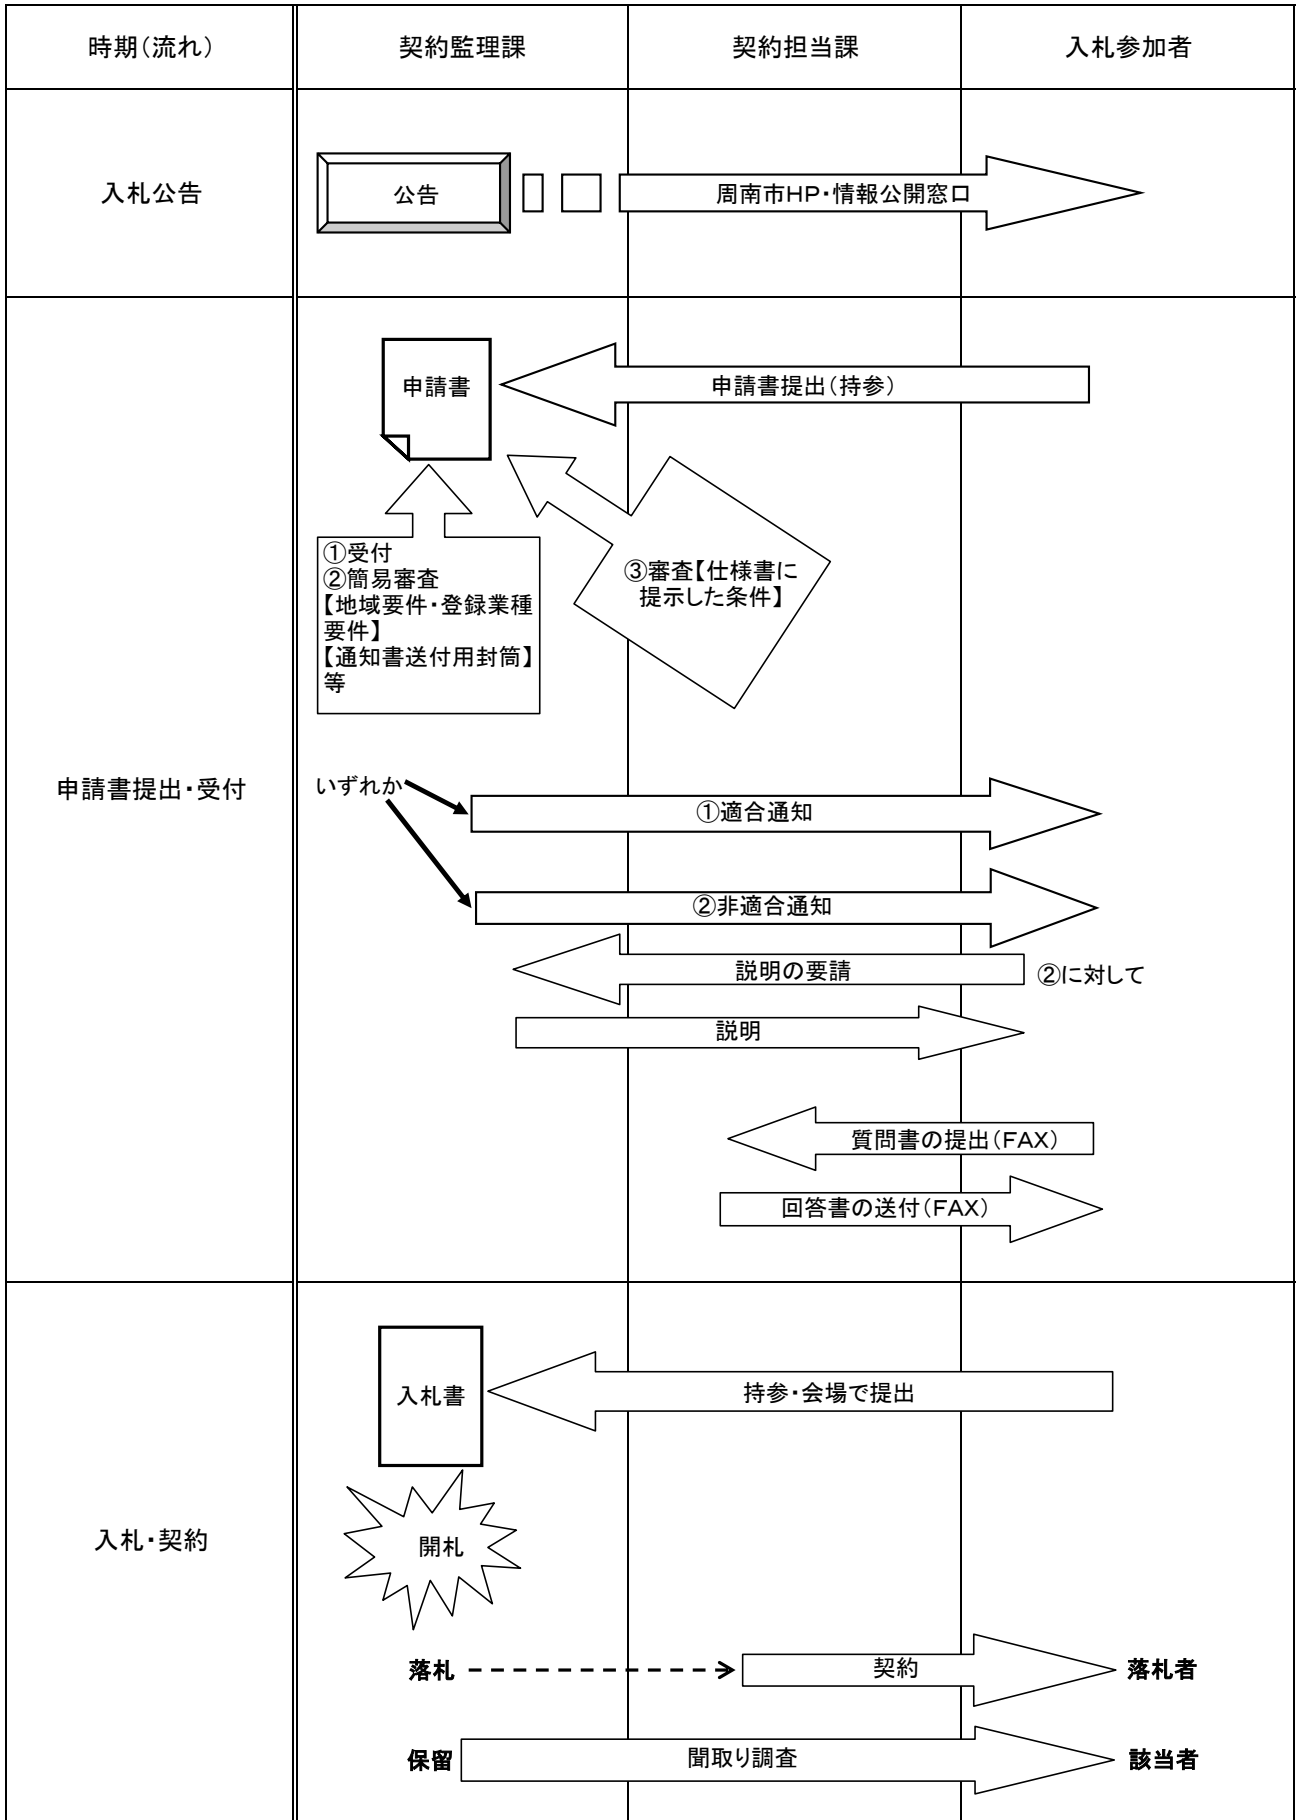 時期(流れ)
契約監理課
契約担当課
入札参加者
入札公告
公告
周南市HP・情報公開窓口
申請書提出・受付
申請書
申請書提出(持参)
①受付
②簡易審査
【地域要件・登録業種
要件】
【通知書送付用封筒】
等
③審査【仕様書に
提示した条件】
いずれか
①適合通知
②非適合通知
説明の要請
②に対して
説明
質問書の提出(FAX)
回答書の送付(FAX)
入札・契約
入札書
持参・会場で提出
開札
落札
契約
落札者
保留
聞取り調査
該当者